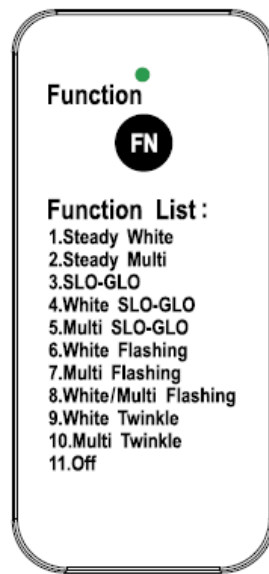 Function
FN
Function List:
1.Steady White
2.Steady Multi
3.SLO-GLO
4.White SLO-GLO
5.Multi SLO-GLO
6.White Flashing
7.Multi Flashing
8.White/Multi Flashing
9.White Twinkle
10.Multi Twinkle
11.Off